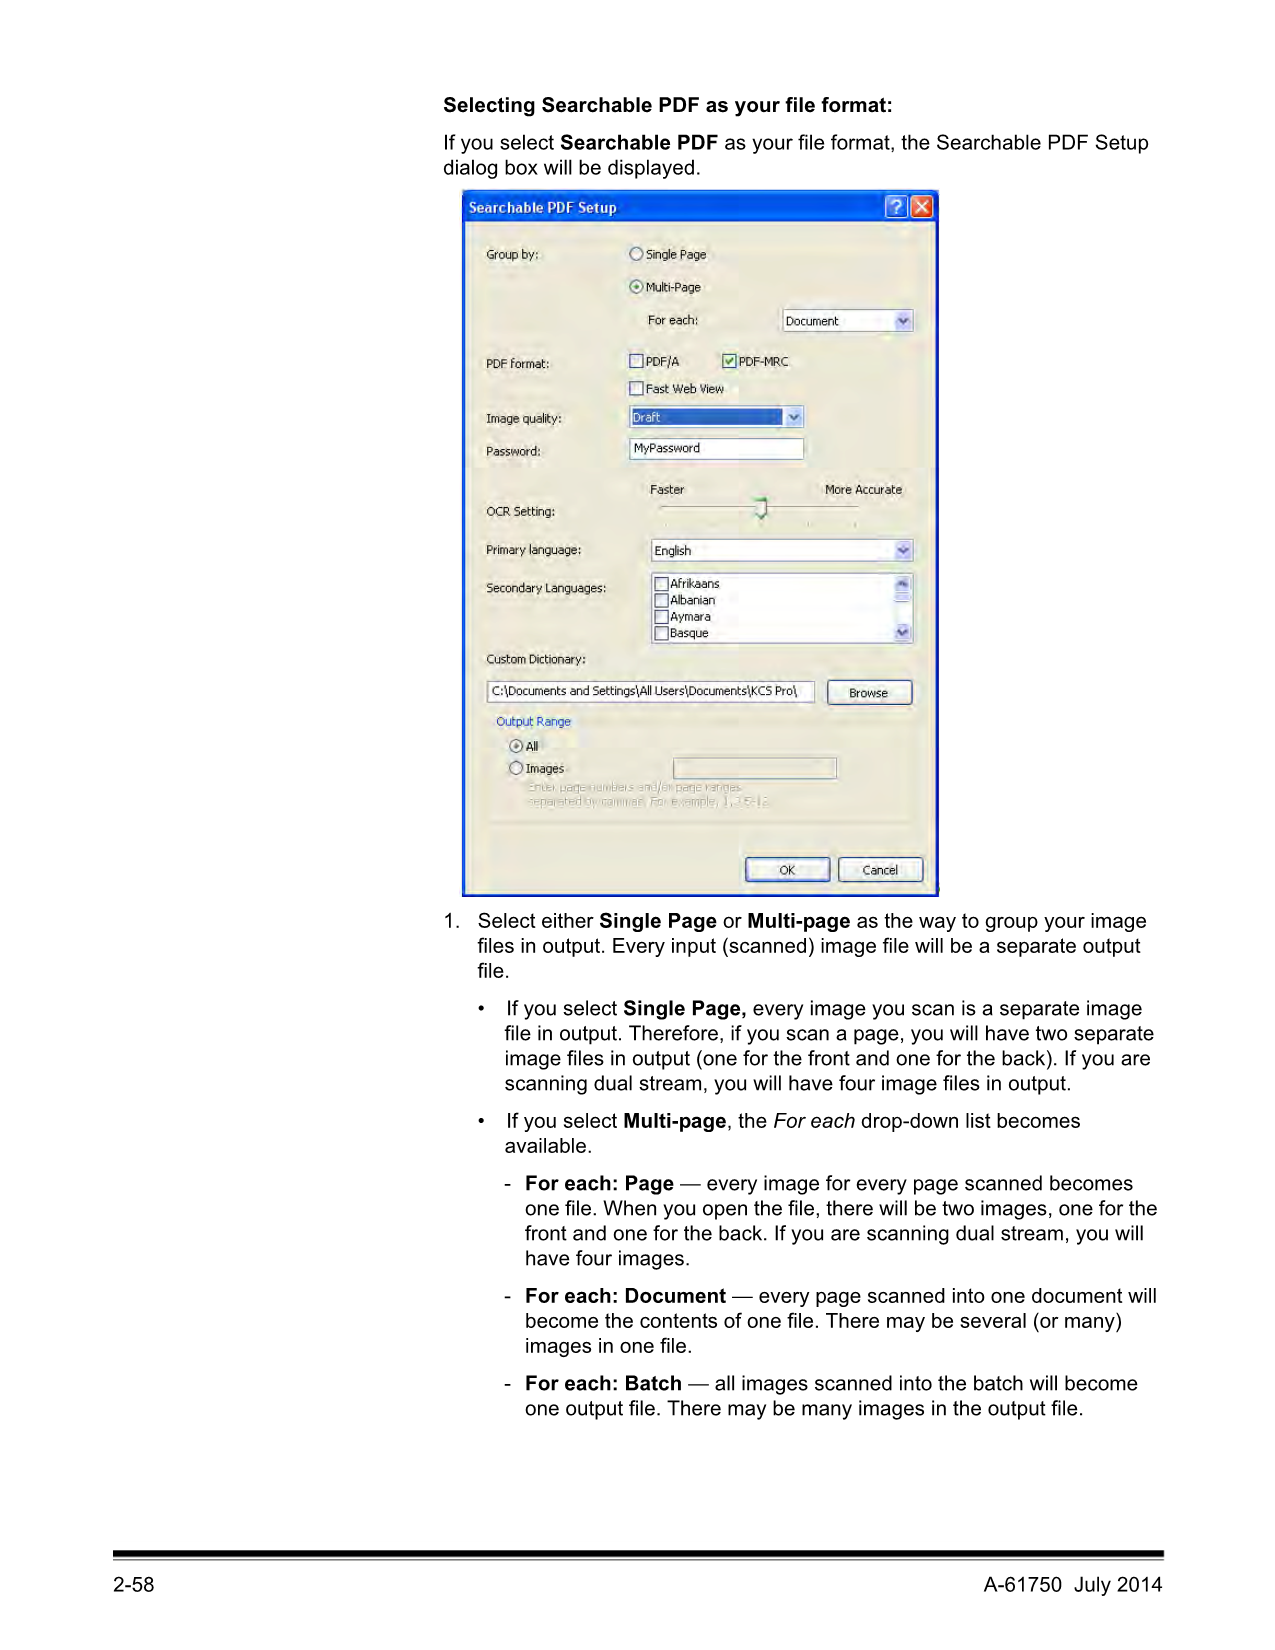 Selecting Searchable PDF as your file format:
If you select Searchable PDF as your file format, the Searchable PDF Setup
dialog box will be displayed.
Searchable PDF Setup
Group by: Single Page
Multi-Page
For each: Document
PDF format: PDF/A PDF-MRC
Fast Web View
Image quality: Draft
Password: MyPassword
Faster More Accurate
OCR Setting:
Primary language: English
Secondary Languages: Afrikaans
Albanian
Aymara
Basque
Custom Dictionary:
C:\Documents and Settings\All Users\Documents\KCS Pro\ Browse
Output Range
All
Images
Enter page numbers and/or page ranges
separated by commas. For example, 1,
OK Cancel
1. Select either Single Page or Multi-page as the way to group your image
files in output. Every input (scanned) image file will be a separate output
file.
• If you select Single Page, every image you scan is a separate image
file in output. Therefore, if you scan a page, you will have two separate
image files in output (one for the front and one for the back). If you are
scanning dual stream, you will have four image files in output.
• If you select Multi-page, the For each drop-down list becomes
available.
- For each: Page — every image for every page scanned becomes
one file. When you open the file, there will be two images, one for the
front and one for the back. If you are scanning dual stream, you will
have four images.
- For each: Document — every page scanned into one document will
become the contents of one file. There may be several (or many)
images in one file.
- For each: Batch — all images scanned into the batch will become
one output file. There may be many images in the output file.
2-58 A-61750 July 2014